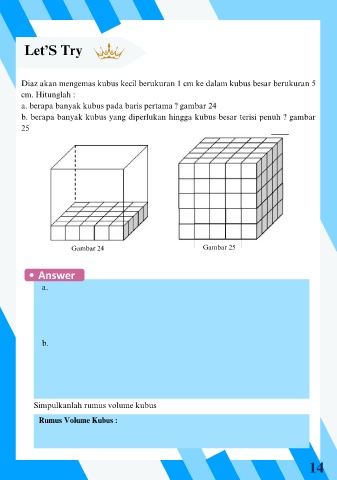 Let'S Try
Diaz akan mengemas kubus kecil berukuran 1 cm ke dalam kubus besar berukuran 5
cm. Hitunglah :
a. berapa banyak kubus pada baris pertama ? gambar 24
b. berapa banyak kubus yang diperlukan hingga kubus besar terisi penuh ? gambar
25
Gambar 24
Gambar 25
• Answer
a.
b.
Simpulkanlah rumus volume kubus
Rumus Volume Kubus :
14